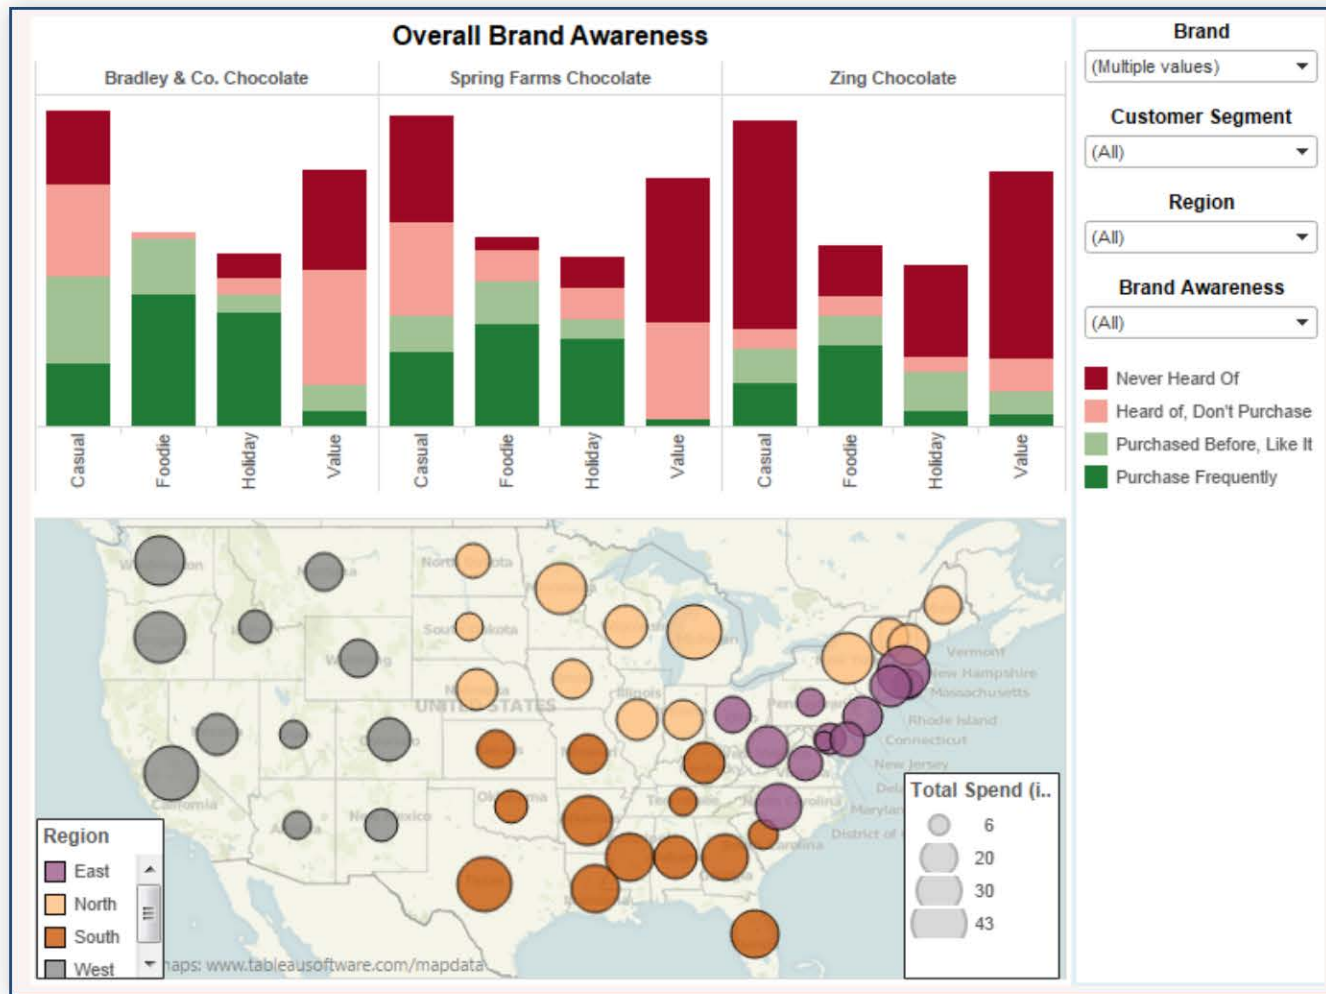 Overall Brand Awareness
Bradley & Co. Chocolate
Spring Farms Chocolate
Zing Chocolate
Casual
Foodie
Holiday
Value
Casual
Foodie
Holiday
Value
Casual
Foodie
Holiday
Value
Brand
(Multiple values)
Customer Segment
(All)
Region
(All)
Brand Awareness
(All)
Never Heard Of
Heard of, Don't Purchase
Purchased Before, Like It
Purchase Frequently
UNITED STATES
Illinois
California
Vermont
New Hampshire
Massachusetts
Rhode Island
Connecticut
New Jersey
District of
Region
East
North
South
West
maps: www.tableausoftware.com/mapdata
Total Spend (i..
6
20
30
43